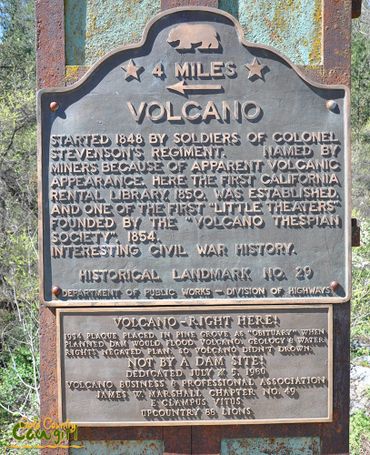 4 MILES
VOLCANO
STARTED 1848 BY SOLDIERS OF COLONEL
STEVENSON'S REGIMENT. NAMED BY
MINERS BECAUSE OF APPARENT VOLCANIC
APPEARANCE. HERE THE FIRST CALIFORNIA
RENTAL LIBRARY, 1850, WAS ESTABLISHED,
AND ONE OF THE FIRST "LITTLE THEATERS"
FOUNDED BY THE "VOLCANO THESPIAN
SOCIETY", 1854.
INTERESTING CIVIL WAR HISTORY.
HISTORICAL LANDMARK NO. 29
DEPARTMENT OF PUBLIC WORKS – DIVISION OF HIGHWAYS.
VOLCANO-RIGHT HERE!
PLAQUE PLACED IN PINE GROVE AS "OBITUARY" WHEN
PLANNED DAM WOULD FLOOD VOLCANO. GEOLOGY & WATER
RIGHTS NEGATED PLANS SO VOLCANO DIDN'T DROWN.
NOT BY A DAM SITE!
DEDICATED JULY 5, 1980
VOLCANO BUSINESS & PROFESSIONAL ASSOCIATION
JAMES W. MARSHALL CHAPTER NO. 49
E CLAMPUS VITUS
UPCOUNTRY 88 LIONS
Gold Country
Cam Girl